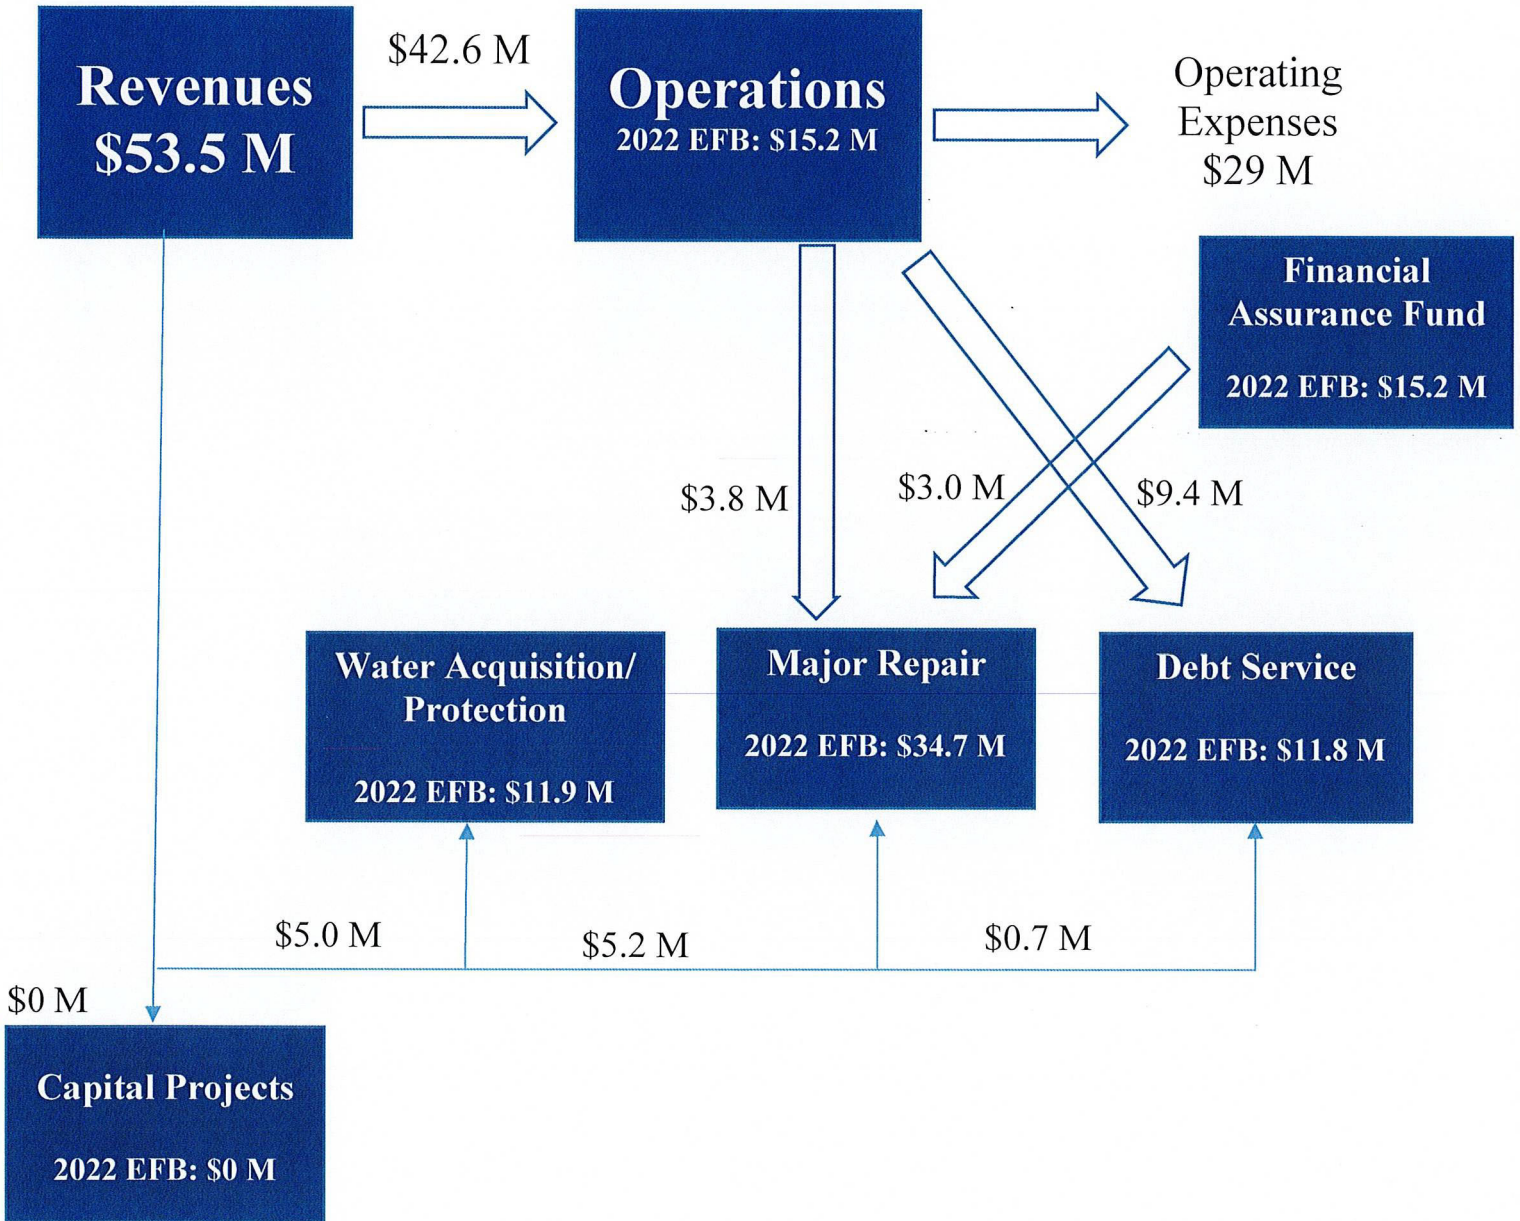 Revenues
$53.5 M
$42.6 M
Operations
2022 EFB: $15.2 M
Operating
Expenses
$29 M
Financial
Assurance Fund
2022 EFB: $15.2 M
$3.8 M
$3.0 M
$9.4 M
Water Acquisition/
Protection
2022 EFB: $11.9 M
Major Repair
2022 EFB: $34.7 M
Debt Service
2022 EFB: $11.8 M
$5.0 M
$5.2 M
$0.7 M
$0 M
Capital Projects
2022 EFB: $0 M